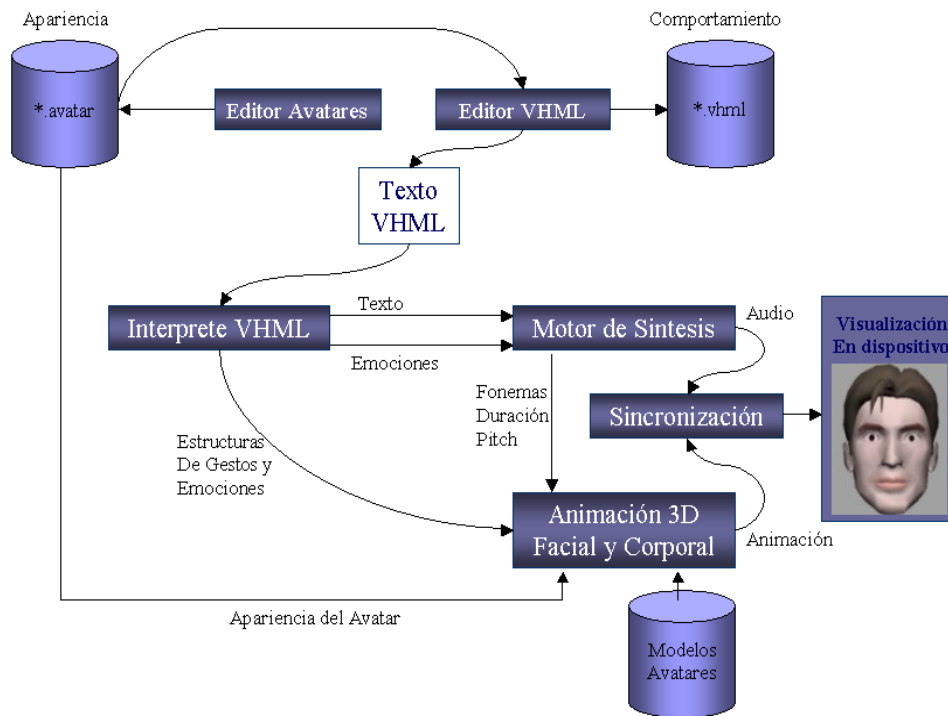 Apariencia
Comportamiento
*.avatar
Editor Avatares
Editor VHML
*.vhml
Texto
VHML
Interprete VHML
Texto
Emociones
Motor de Sintesis
Audio
Visualización
En dispositivo
Fonemas
Duración
Pitch
Sincronización
Estructuras
De Gestos y
Emociones
Animación 3D
Facial y Corporal
Animación
Apariencia del Avatar
Modelos
Avatares